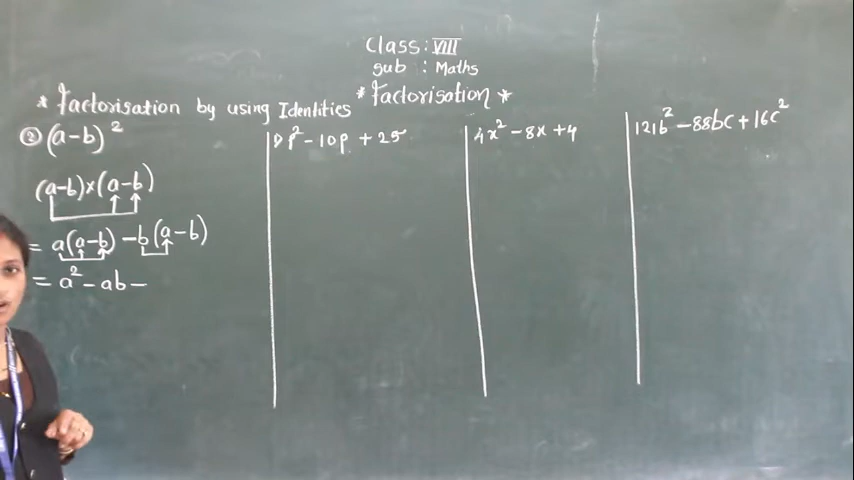 Class: VIII
sub : Maths
* Factorisation *
* Factorisation by using Identities
② (a-b)²
(a-b)×(a-b)
= a(a-b) -b(a-b)
= a² - ab -
p² - 10p + 25
4x² - 8x + 4
121b² - 88bc + 16c²